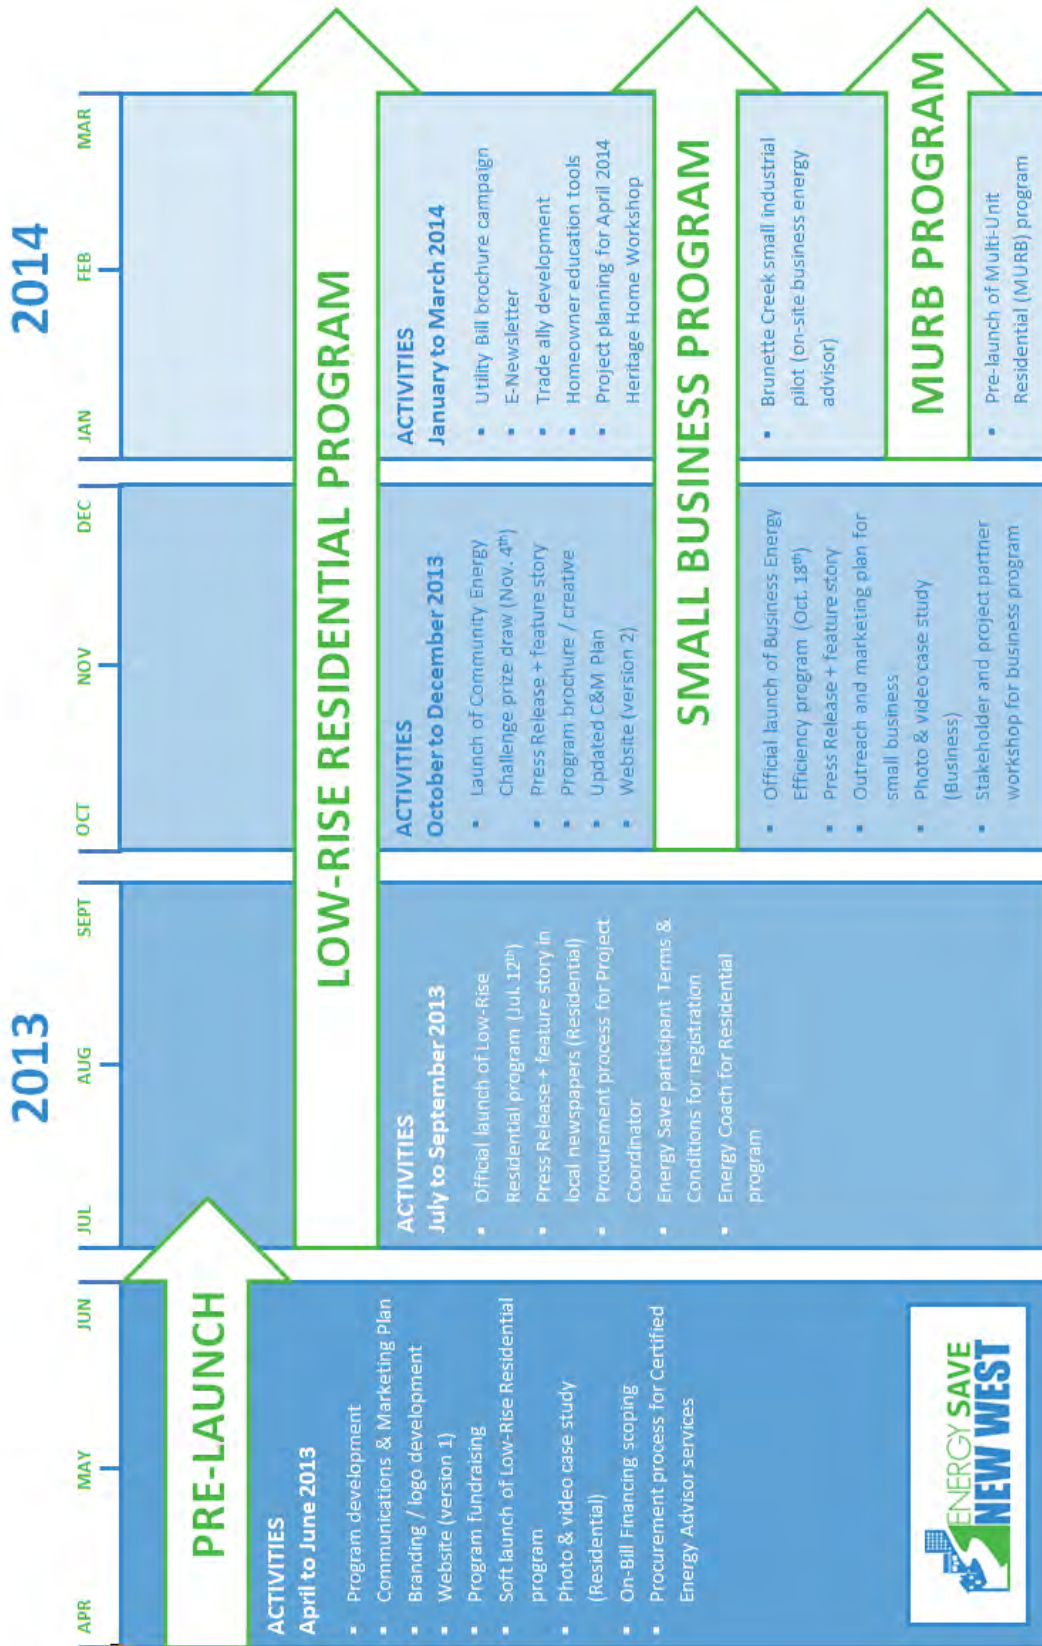 2013
2014
APR
MAY
JUN
JUL
AUG
SEPT
OCT
NOV
DEC
JAN
FEB
MAR
PRE-LAUNCH
ACTIVITIES
April to June 2013
▪ Program development
▪ Communications & Marketing Plan
▪ Branding / logo development
▪ Website (version 1)
▪ Program fundraising
▪ Soft launch of Low-Rise Residential
program
▪ Photo & video case study
(Residential)
▪ On-Bill Financing scoping
▪ Procurement process for Certified
Energy Advisor services
ENERGY SAVE
NEW WEST
LOW-RISE RESIDENTIAL PROGRAM
ACTIVITIES
July to September 2013
▪ Official launch of Low-Rise
Residential program (Jul. 12th)
▪ Press Release + feature story in
local newspapers (Residential)
▪ Procurement process for Project
Coordinator
▪ Energy Save participant Terms &
Conditions for registration
▪ Energy Coach for Residential
program
ACTIVITIES
October to December 2013
▪ Launch of Community Energy
Challenge prize draw (Nov. 4th)
▪ Press Release + feature story
▪ Program brochure / creative
▪ Updated C&M Plan
▪ Website (version 2)
ACTIVITIES
January to March 2014
▪ Utility Bill brochure campaign
▪ E-Newsletter
▪ Trade ally development
▪ Homeowner education tools
▪ Project planning for April 2014
Heritage Home Workshop
SMALL BUSINESS PROGRAM
▪ Official launch of Business Energy
Efficiency program (Oct. 18th)
▪ Press Release + feature story
▪ Outreach and marketing plan for
small business
▪ Photo & video case study
(Business)
▪ Stakeholder and project partner
workshop for business program
▪ Brunette Creek small industrial
pilot (on-site business energy
advisor)
MURB PROGRAM
▪ Pre-launch of Multi-Unit
Residential (MURB) program